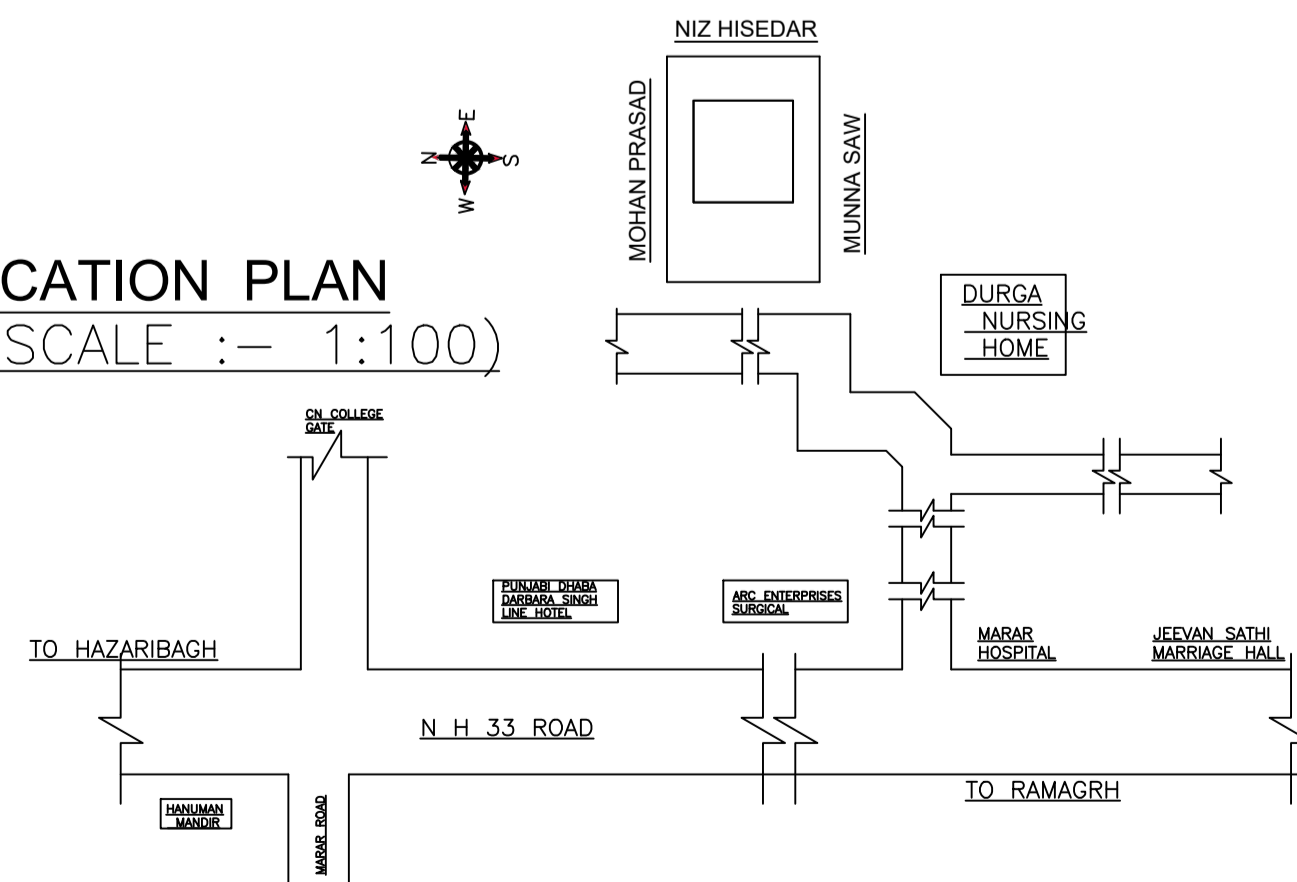 NIZ HISEDAR
MOHAN PRASAD
MUNNA SAW
N
E
S
W
CATION PLAN
SCALE :- 1:100)
DURGA
NURSING
HOME
CN COLLEGE
GATE
PUNJABI DHABA
DARBARA SINGH
LINE HOTEL
ARC ENTERPRISES
SURGICAL
MARAR
HOSPITAL
JEEVAN SATHI
MARRIAGE HALL
TO HAZARIBAGH
N H 33 ROAD
TO RAMAGRH
HANUMAN
MANDIR
MARAR ROAD